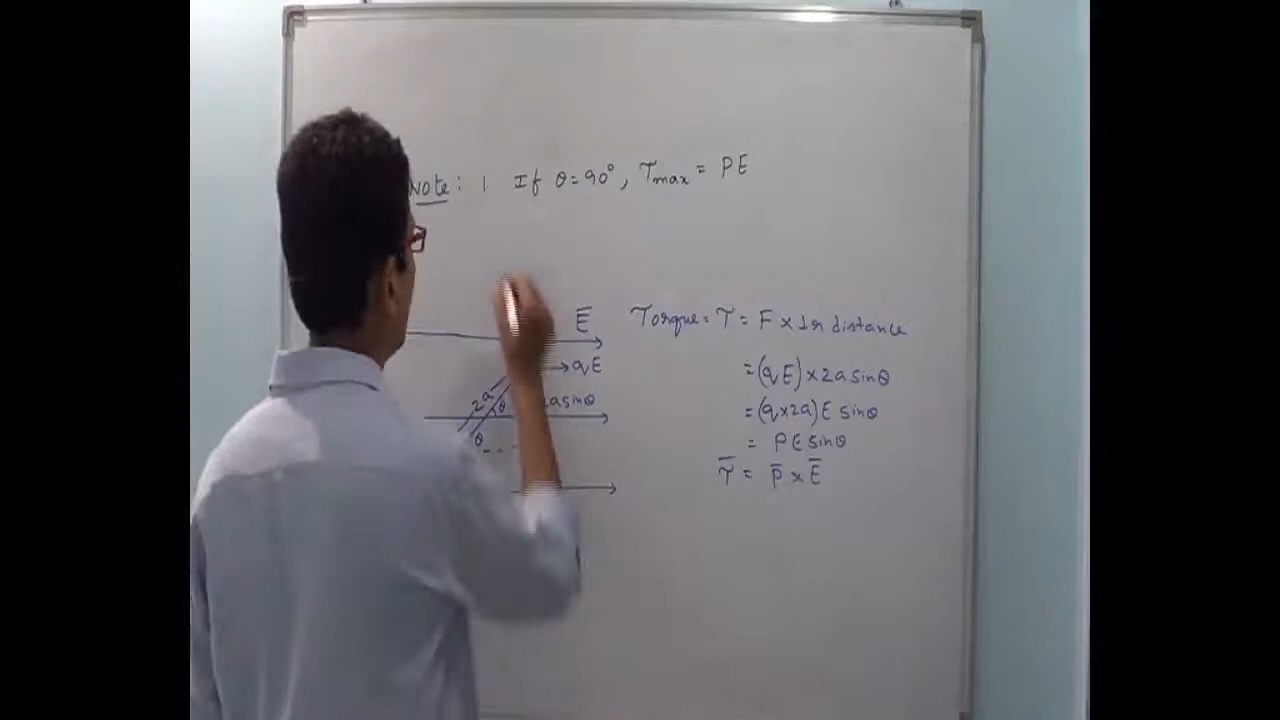 Note: 1 If θ=90°, τmax = PE
E̅
qE
2a
θ
asinθ
θ
Torque = τ = F × ⊥r distance
=(qE)×2a sinθ
=(q×2a)E sinθ
= PE sinθ
τ̅ = p̅ × E̅